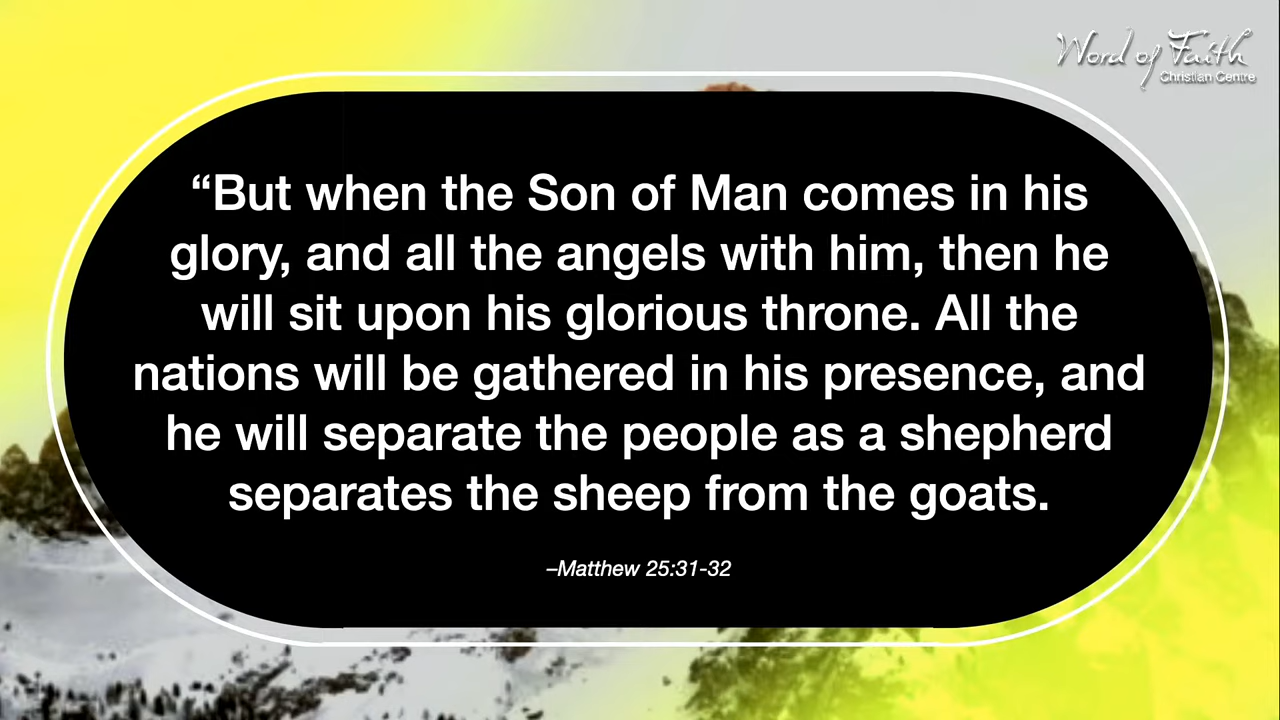 Word of Faith
Christian Centre
“But when the Son of Man comes in his
glory, and all the angels with him, then he
will sit upon his glorious throne. All the
nations will be gathered in his presence, and
he will separate the people as a shepherd
separates the sheep from the goats.
–Matthew 25:31-32